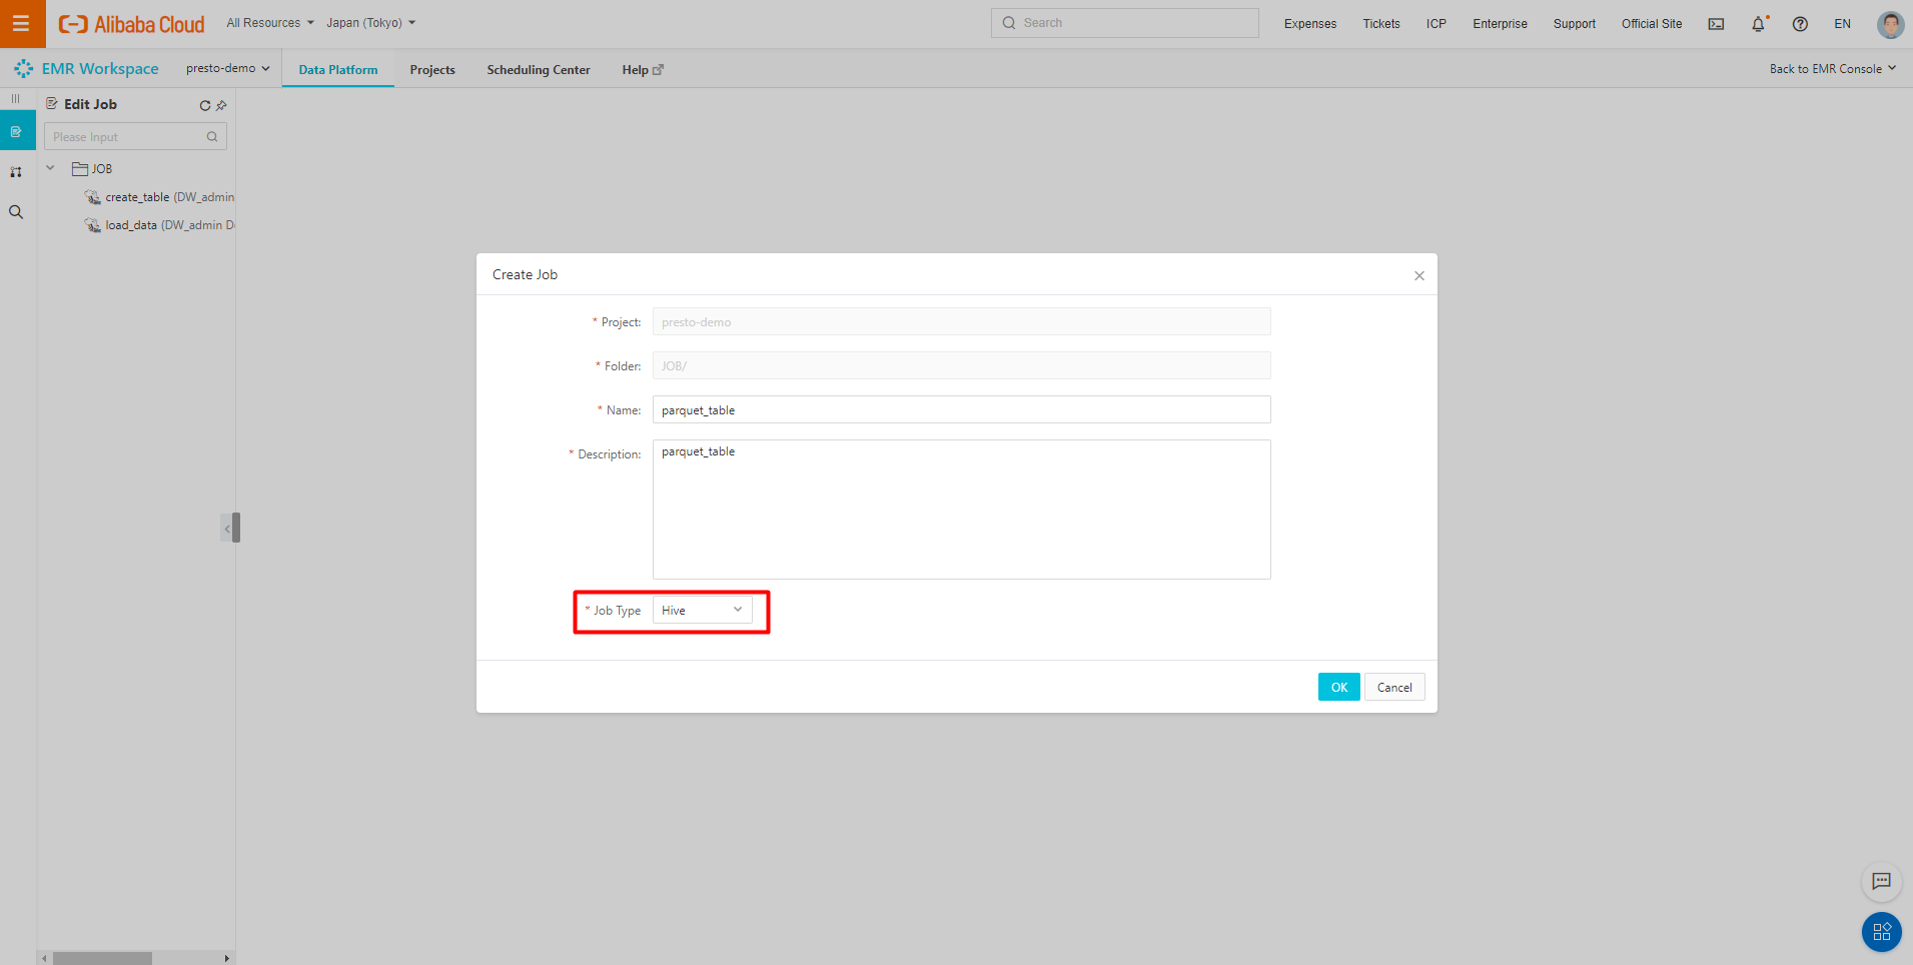 Alibaba Cloud All Resources Japan (Tokyo) Search Expenses Tickets ICP Enterprise Support Official Site EN
EMR Workspace presto-demo Data Platform Projects Scheduling Center Help Back to EMR Console
Edit Job
Please Input
JOB
create_table (DW_admin
load_data (DW_admin D
Create Job
* Project: presto-demo
* Folder: JOB/
* Name: parquet_table
* Description: parquet_table
* Job Type Hive
OK Cancel